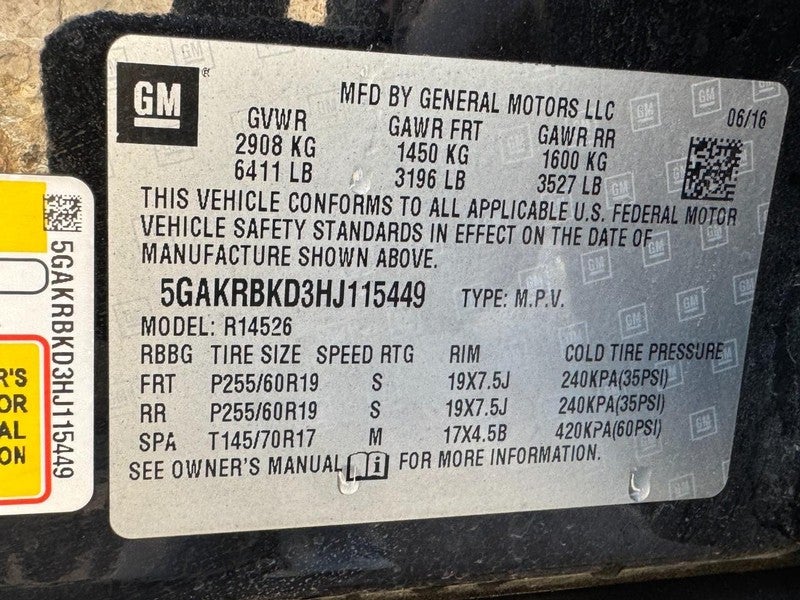 GM
MFD BY GENERAL MOTORS LLC
06/16
GVWR GAWR FRT GAWR RR
2908 KG 1450 KG 1600 KG
6411 LB 3196 LB 3527 LB
THIS VEHICLE CONFORMS TO ALL APPLICABLE U.S. FEDERAL MOTOR
VEHICLE SAFETY STANDARDS IN EFFECT ON THE DATE OF
MANUFACTURE SHOWN ABOVE.
5GAKRBKD3HJ115449 TYPE: M.P.V.
MODEL: R14526
RBBG TIRE SIZE SPEED RTG RIM COLD TIRE PRESSURE
FRT P255/60R19 S 19X7.5J 240KPA(35PSI)
RR P255/60R19 S 19X7.5J 240KPA(35PSI)
SPA T145/70R17 M 17X4.5B 420KPA(60PSI)
SEE OWNER'S MANUAL FOR MORE INFORMATION.
5GAKRBKD3HJ115449
R'S
OR
AL
ON